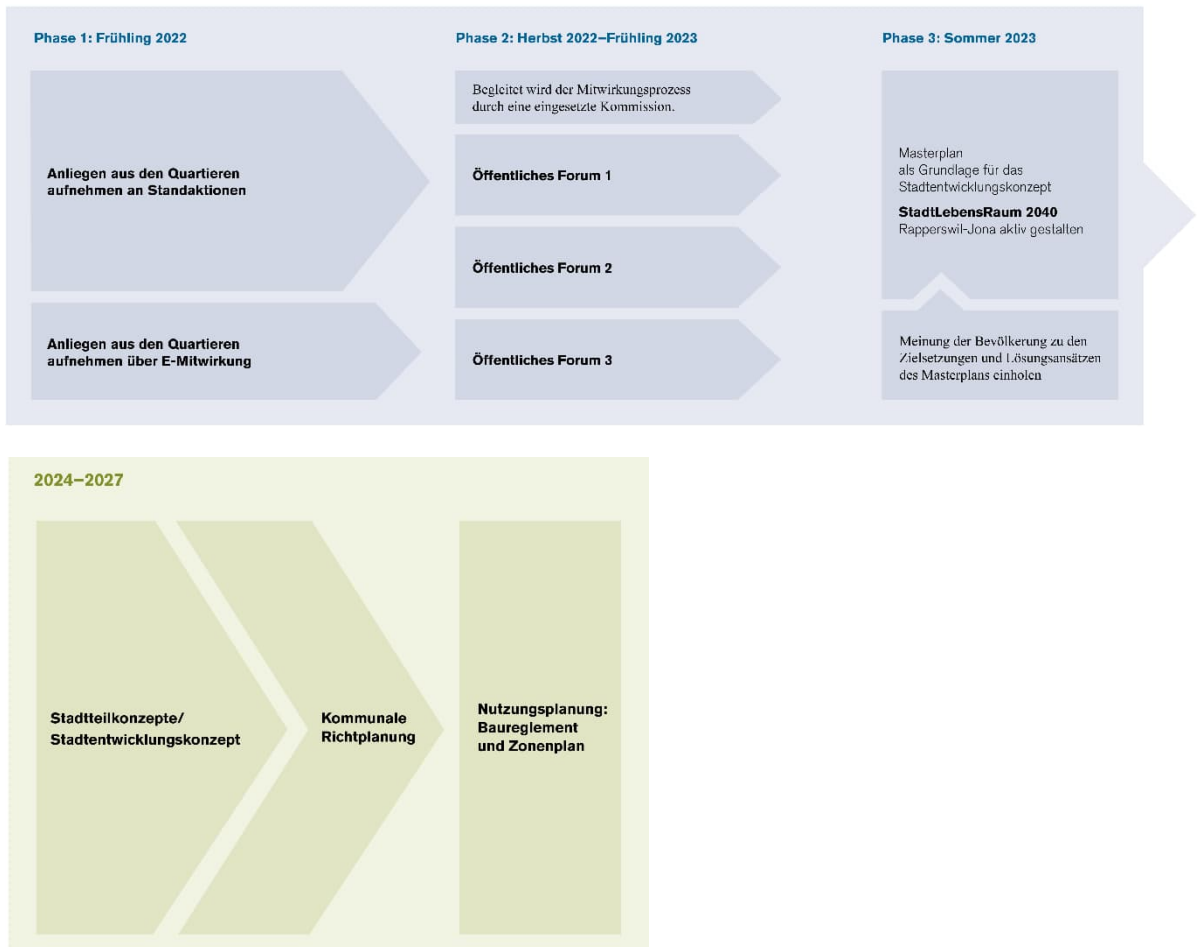 Phase 1: Frühling 2022
Anliegen aus den Quartieren
aufnehmen an Standaktionen
Anliegen aus den Quartieren
aufnehmen über E-Mitwirkung
Phase 2: Herbst 2022–Frühling 2023
Begleitet wird der Mitwirkungsprozess
durch eine eingesetzte Kommission.
Öffentliches Forum 1
Öffentliches Forum 2
Öffentliches Forum 3
Phase 3: Sommer 2023
Masterplan
als Grundlage für das
Stadtentwicklungskonzept
StadtLebensRaum 2040
Rapperswil-Jona aktiv gestalten
Meinung der Bevölkerung zu den
Zielsetzungen und Lösungsansätzen
des Masterplans einholen
2024–2027
Stadtteilkonzepte/
Stadtentwicklungskonzept
Kommunale
Richtplanung
Nutzungsplanung:
Baureglement
und Zonenplan